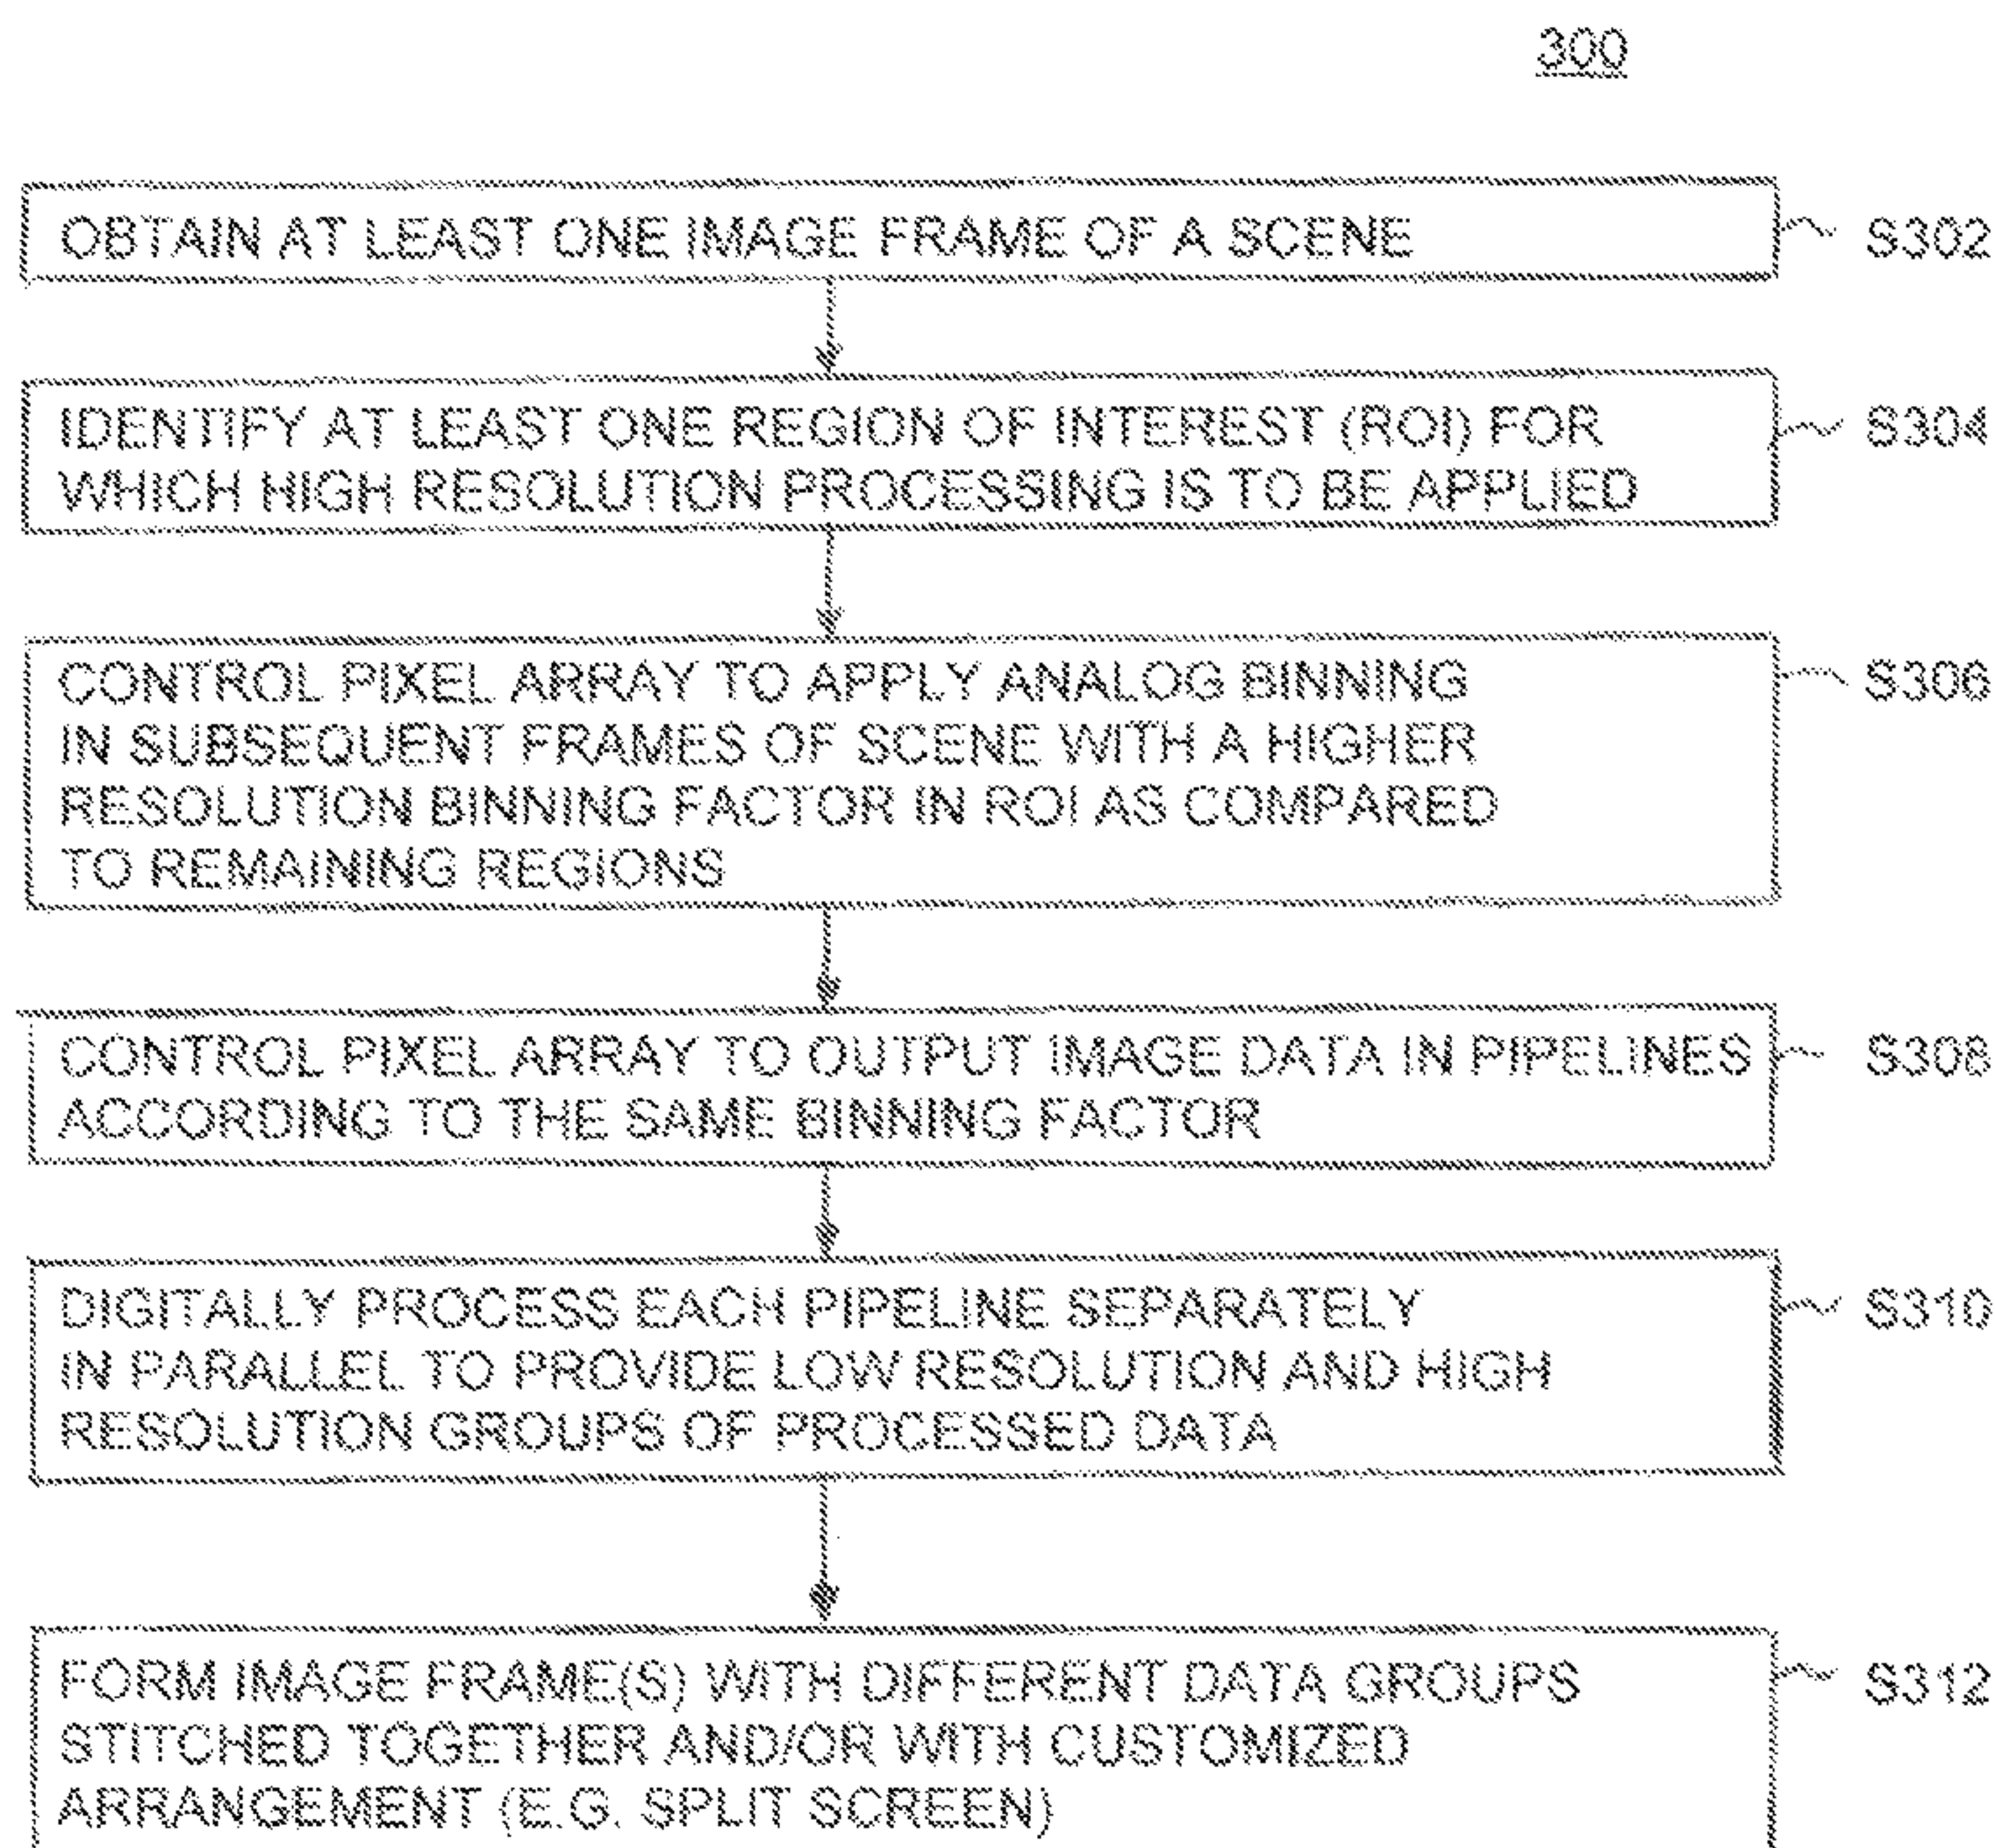 300
OBTAIN AT LEAST ONE IMAGE FRAME OF A SCENE
S302
IDENTIFY AT LEAST ONE REGION OF INTEREST (ROI) FOR
WHICH HIGH RESOLUTION PROCESSING IS TO BE APPLIED
S304
CONTROL PIXEL ARRAY TO APPLY ANALOG BINNING
IN SUBSEQUENT FRAMES OF SCENE WITH A HIGHER
RESOLUTION BINNING FACTOR IN ROI AS COMPARED
TO REMAINING REGIONS
S306
CONTROL PIXEL ARRAY TO OUTPUT IMAGE DATA IN PIPELINES
ACCORDING TO THE SAME BINNING FACTOR
S308
DIGITALLY PROCESS EACH PIPELINE SEPARATELY
IN PARALLEL TO PROVIDE LOW RESOLUTION AND HIGH
RESOLUTION GROUPS OF PROCESSED DATA
S310
FORM IMAGE FRAME(S) WITH DIFFERENT DATA GROUPS
STITCHED TOGETHER AND/OR WITH CUSTOMIZED
ARRANGEMENT (E.G. SPLIT SCREEN)
S312